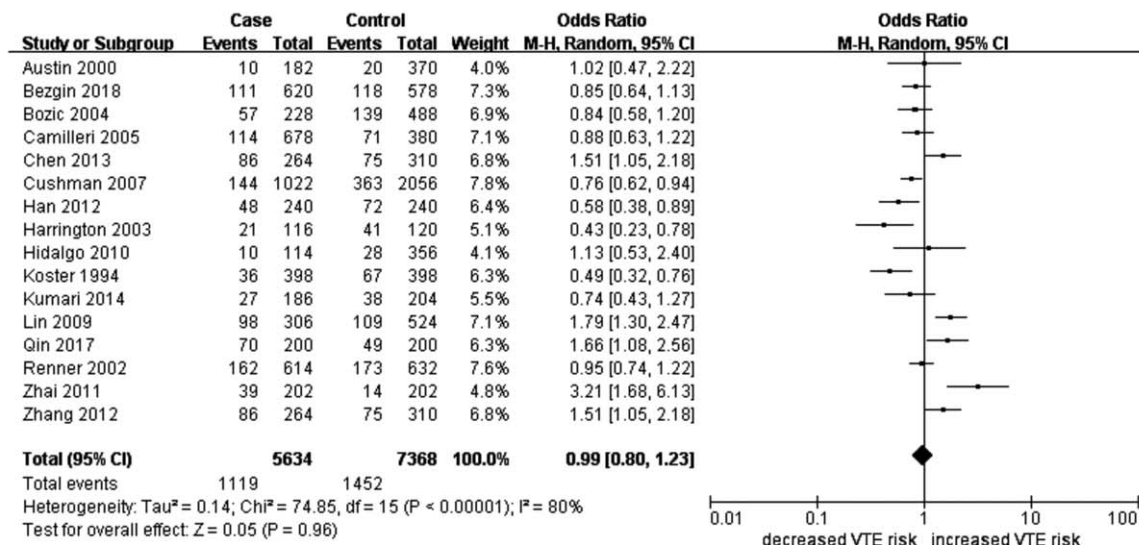 Case Control Odds Ratio Odds Ratio
Study or Subgroup Events Total Events Total Weight M-H, Random, 95% CI M-H, Random, 95% CI
Austin 2000 10 182 20 370 4.0% 1.02 [0.47, 2.22]
Bezgin 2018 111 620 118 578 7.3% 0.85 [0.64, 1.13]
Bozic 2004 57 228 139 488 6.9% 0.84 [0.58, 1.20]
Camilleri 2005 114 678 71 380 7.1% 0.88 [0.63, 1.22]
Chen 2013 86 264 75 310 6.8% 1.51 [1.05, 2.18]
Cushman 2007 144 1022 363 2056 7.8% 0.76 [0.62, 0.94]
Han 2012 48 240 72 240 6.4% 0.58 [0.38, 0.89]
Harrington 2003 21 116 41 120 5.1% 0.43 [0.23, 0.78]
Hidalgo 2010 10 114 28 356 4.1% 1.13 [0.53, 2.40]
Koster 1994 36 398 67 398 6.3% 0.49 [0.32, 0.76]
Kumari 2014 27 186 38 204 5.5% 0.74 [0.43, 1.27]
Lin 2009 98 306 109 524 7.1% 1.79 [1.30, 2.47]
Qin 2017 70 200 49 200 6.3% 1.66 [1.08, 2.56]
Renner 2002 162 614 173 632 7.6% 0.95 [0.74, 1.22]
Zhai 2011 39 202 14 202 4.8% 3.21 [1.68, 6.13]
Zhang 2012 86 264 75 310 6.8% 1.51 [1.05, 2.18]
Total (95% CI) 5634 7368 100.0% 0.99 [0.80, 1.23]
Total events 1119 1452
Heterogeneity: Tau² = 0.14; Chi² = 74.85, df = 15 (P < 0.00001); I² = 80%
Test for overall effect: Z = 0.05 (P = 0.96)
0.01 0.1 1 10 100
decreased VTE risk increased VTE risk